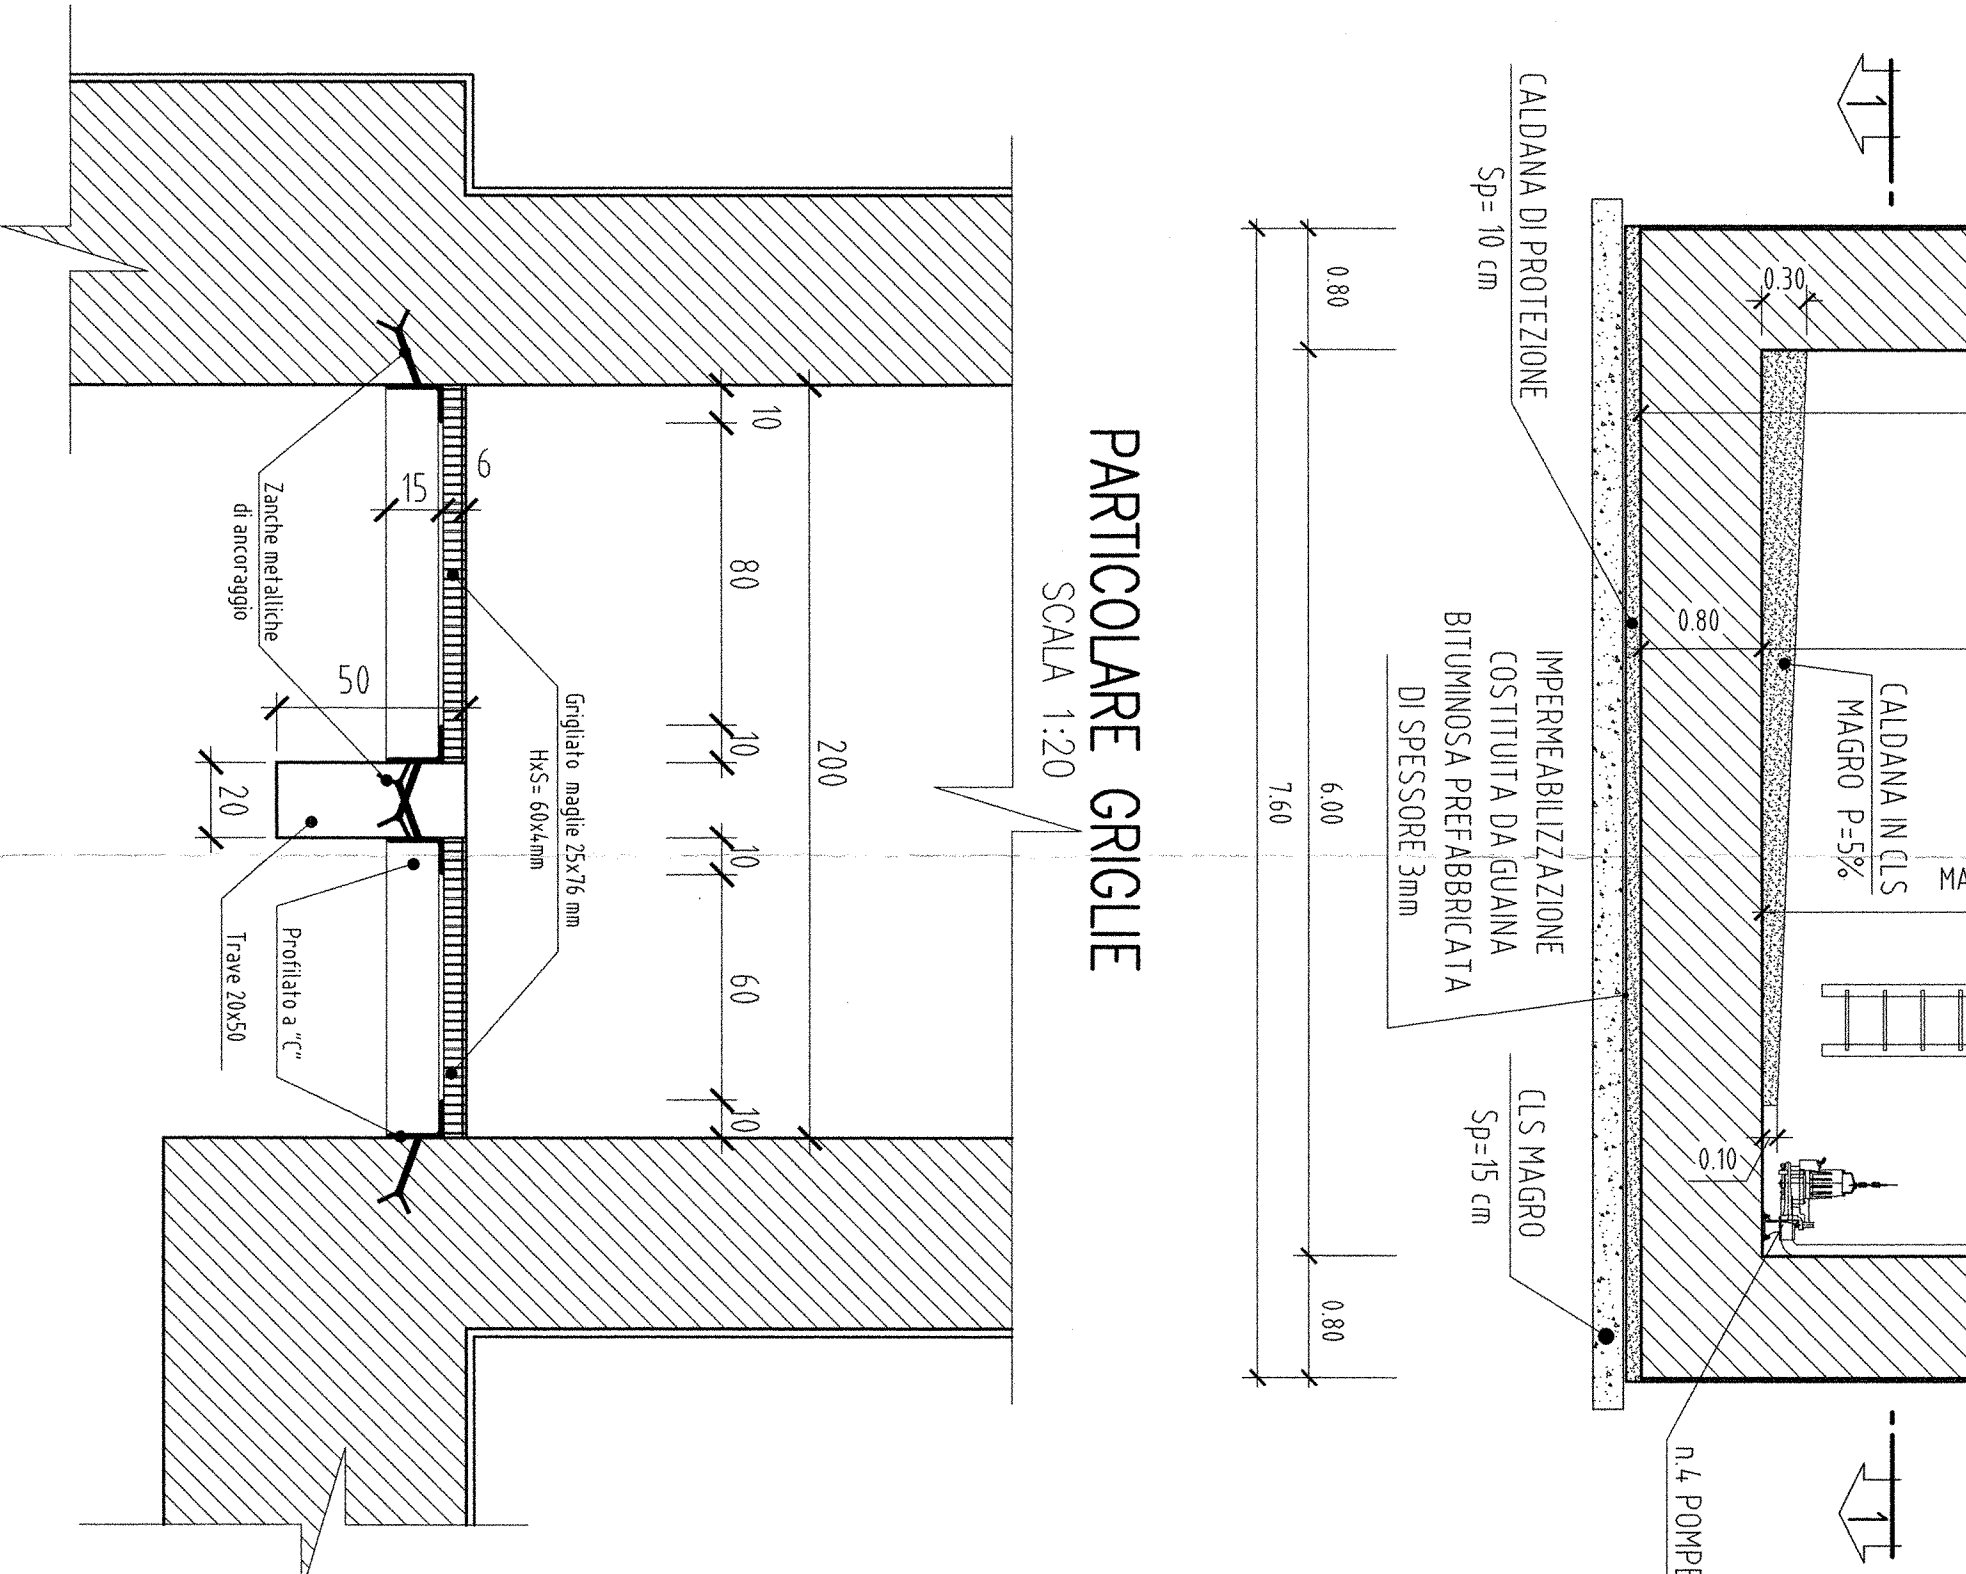 1
0.30
CALDANA DI PROTEZIONE
Sp= 10 cm
0.80
CALDANA IN CLS
MAGRO P=5%
MA
IMPERMEABILIZZAZIONE
COSTITUITA DA GUAINA
BITUMINOSA PREFABBRICATA
DI SPESSORE 3mm
CLS MAGRO
Sp=15 cm
0.10
n.4 POMPE
1
0.80
6.00
0.80
7.60
PARTICOLARE GRIGLIE
SCALA 1:20
200
10
80
10
10
60
10
6
15
50
20
Grigliato maglie 25x76 mm
HxS= 60x4mm
Zanche metalliche
di ancoraggio
Profilato a "C"
Trave 20x50